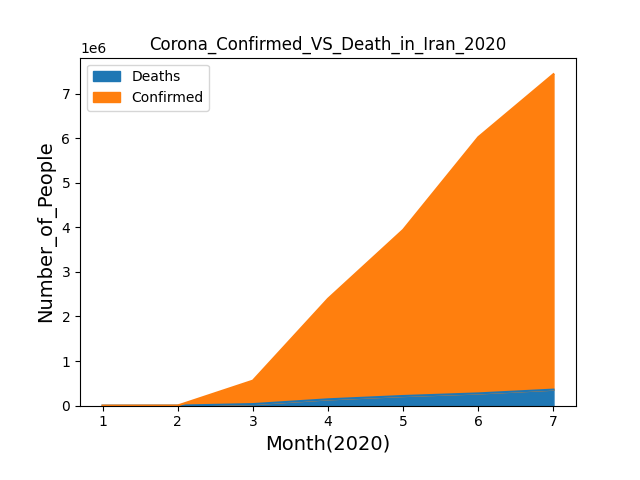 Corona_Confirmed_VS_Death_in_Iran_2020
1e6
Deaths
Confirmed
7
6
5
4
3
2
1
0
Number_of_People
1 2 3 4 5 6 7
Month(2020)